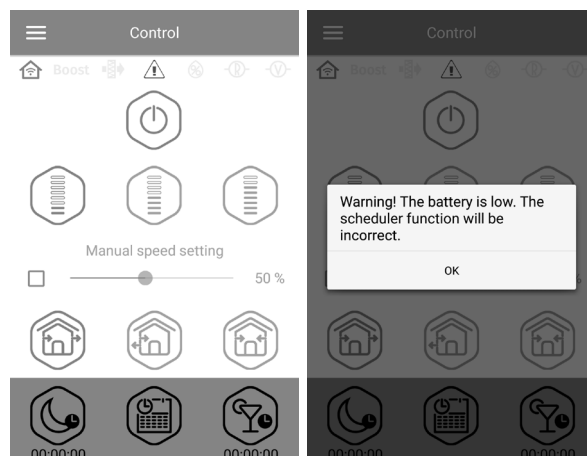 Control
Boost
-(R)-
-(V)-
Manual speed setting
50 %
00:00:00
00:00:00
Control
Boost
-(R)-
-(V)-
Warning! The battery is low. The
scheduler function will be
incorrect.
OK
00:00:00
00:00:00